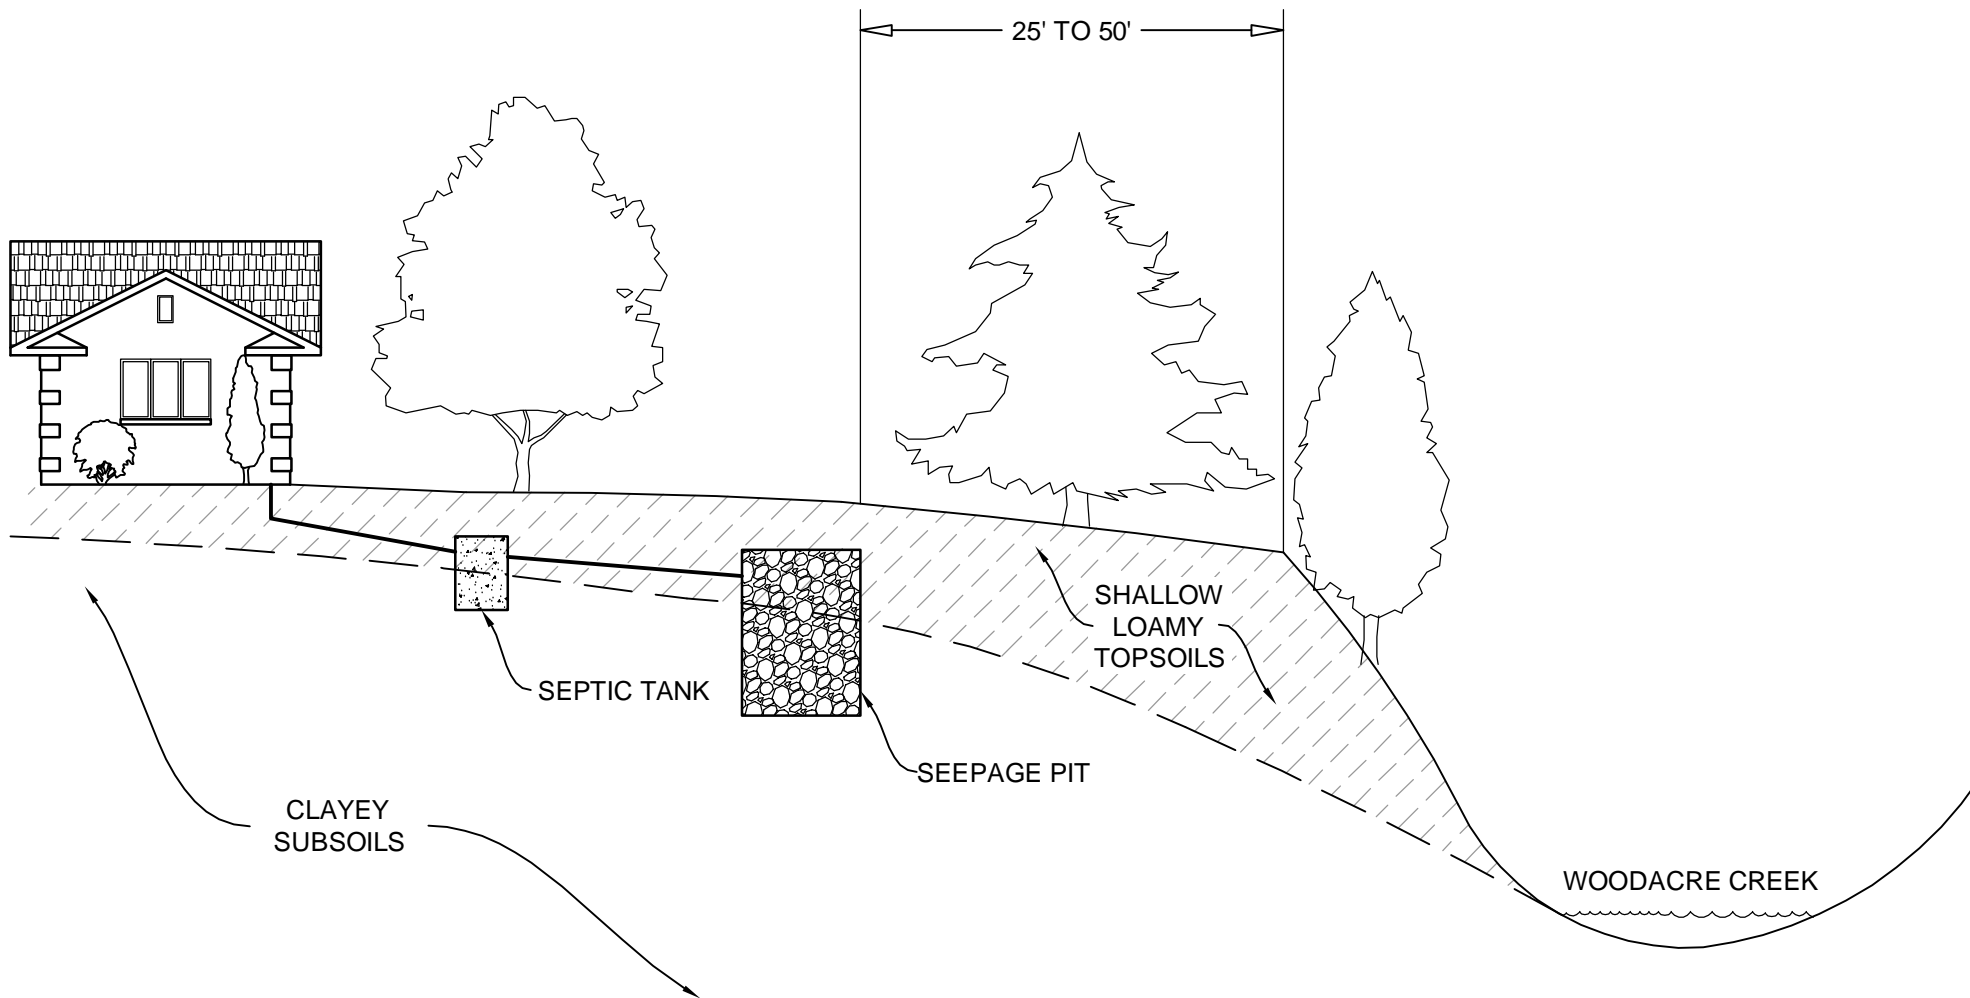 25' TO 50'
SHALLOW
LOAMY
TOPSOILS
SEPTIC TANK
SEEPAGE PIT
CLAYEY
SUBSOILS
WOODACRE CREEK